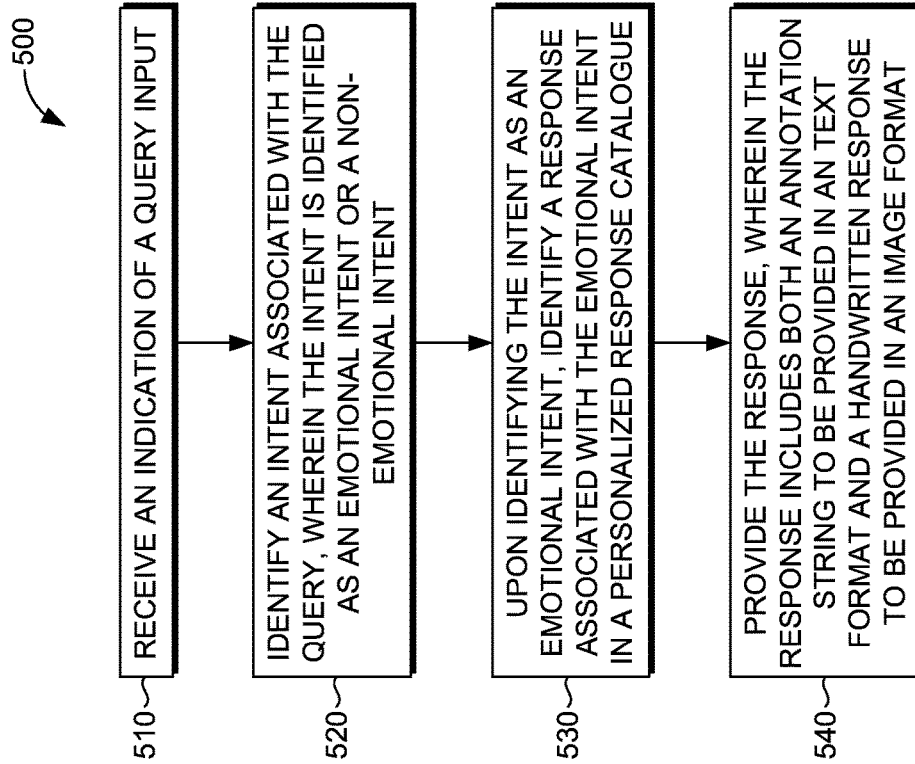 500
510
RECEIVE AN INDICATION OF A QUERY INPUT
520
IDENTIFY AN INTENT ASSOCIATED WITH THE
QUERY, WHEREIN THE INTENT IS IDENTIFIED
AS AN EMOTIONAL INTENT OR A NON-
EMOTIONAL INTENT
530
UPON IDENTIFYING THE INTENT AS AN
EMOTIONAL INTENT, IDENTIFY A RESPONSE
ASSOCIATED WITH THE EMOTIONAL INTENT
IN A PERSONALIZED RESPONSE CATALOGUE
540
PROVIDE THE RESPONSE, WHEREIN THE
RESPONSE INCLUDES BOTH AN ANNOTATION
STRING TO BE PROVIDED IN AN TEXT
FORMAT AND A HANDWRITTEN RESPONSE
TO BE PROVIDED IN AN IMAGE FORMAT